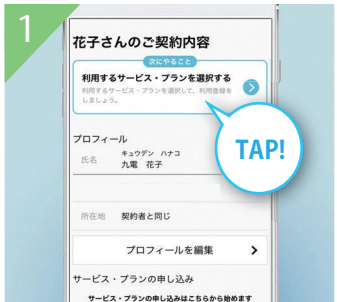 1
花子さんのご契約内容
次にやること
利用するサービス・プランを選択する
利用するサービス・プランを選択して、利用登録を
しましょう。
TAP!
プロフィール
キュウデン ハナコ
氏名 九電 花子
所在地 契約者と同じ
プロフィールを編集
サービス・プランの申し込み
サービス・プランの申し込みはこちらから始めます